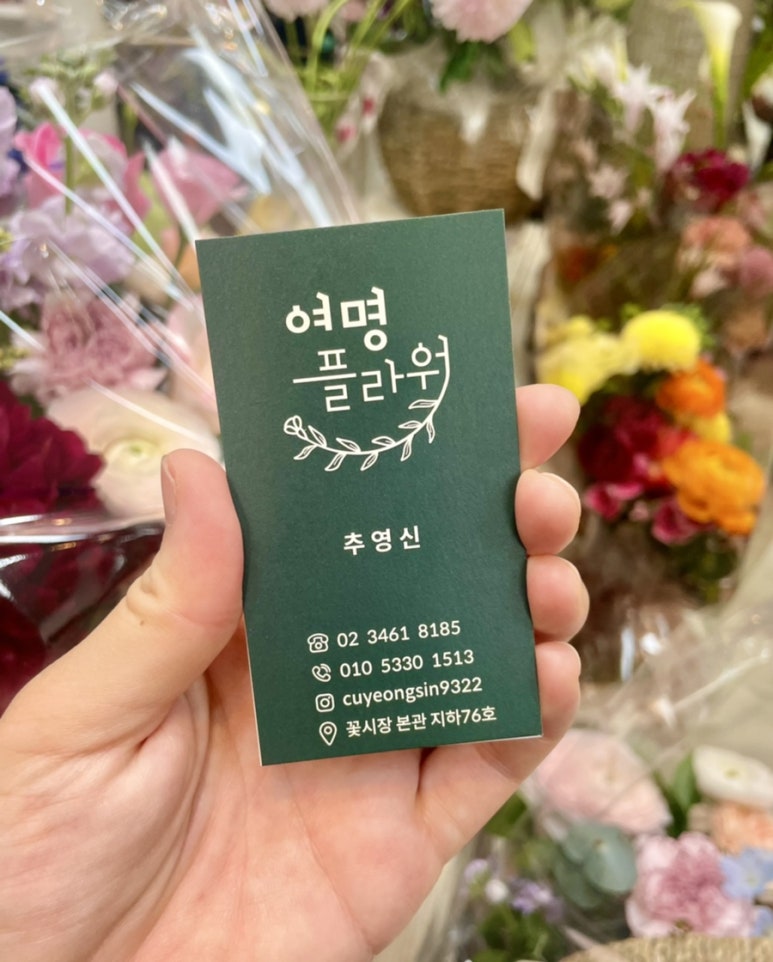 여명
플라워
추영신
02 3461 8185
010 5330 1513
cuyeongsin9322
꽃시장 본관 지하76호